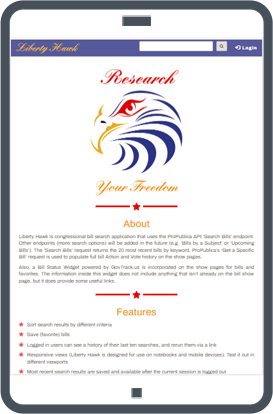 Liberty Hawk
Login
Research
Your Freedom
About
Liberty Hawk is congressional bill search application that uses the ProPublica API 'Search Bills' endpoint.
Other endpoints (more search options) will be added in the future (e.g. 'Bills by a Subject' or 'Upcoming
Bills'). The 'Search Bills' request returns the 20 most recent bills by keyword. ProPublica's 'Get a Specific
Bill' request is used to populate full bill Action and Vote history on the show pages.
Also, a Bill Status Widget powered by GovTrack.us is incorporated on the show pages for bills and
favorites. The information inside this widget does not include anything that isn't already on the bill show
page, but it does provide some useful links.
Features
Sort search results by different criteria
Save (favorite) bills
Logged in users can see a history of their last ten searches, and rerun them via a link
Responsive views (Liberty Hawk is designed for use on notebooks and mobile devices). Test it out in
different viewports
Most recent search results are saved and available after the current session is logged out